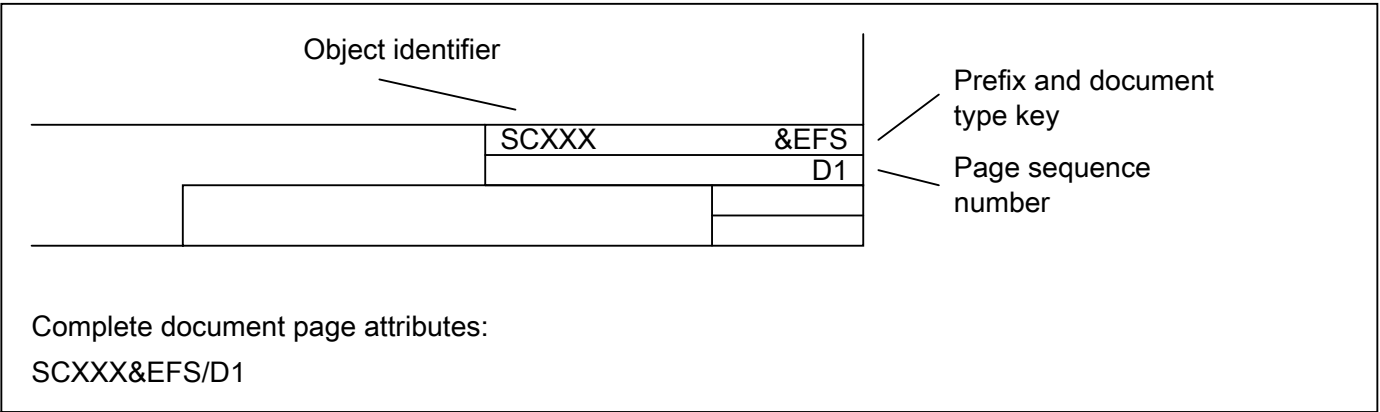 Object identifier
Prefix and document
type key
SCXXX &EFS
D1
Page sequence
number
Complete document page attributes:
SCXXX&EFS/D1